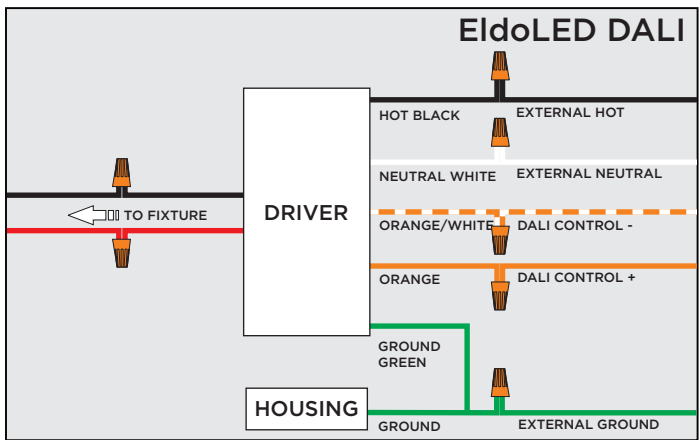 EldoLED DALI
HOT BLACK
EXTERNAL HOT
NEUTRAL WHITE
EXTERNAL NEUTRAL
TO FIXTURE
DRIVER
ORANGE/WHITE
DALI CONTROL -
ORANGE
DALI CONTROL +
GROUND
GREEN
HOUSING
GROUND
EXTERNAL GROUND